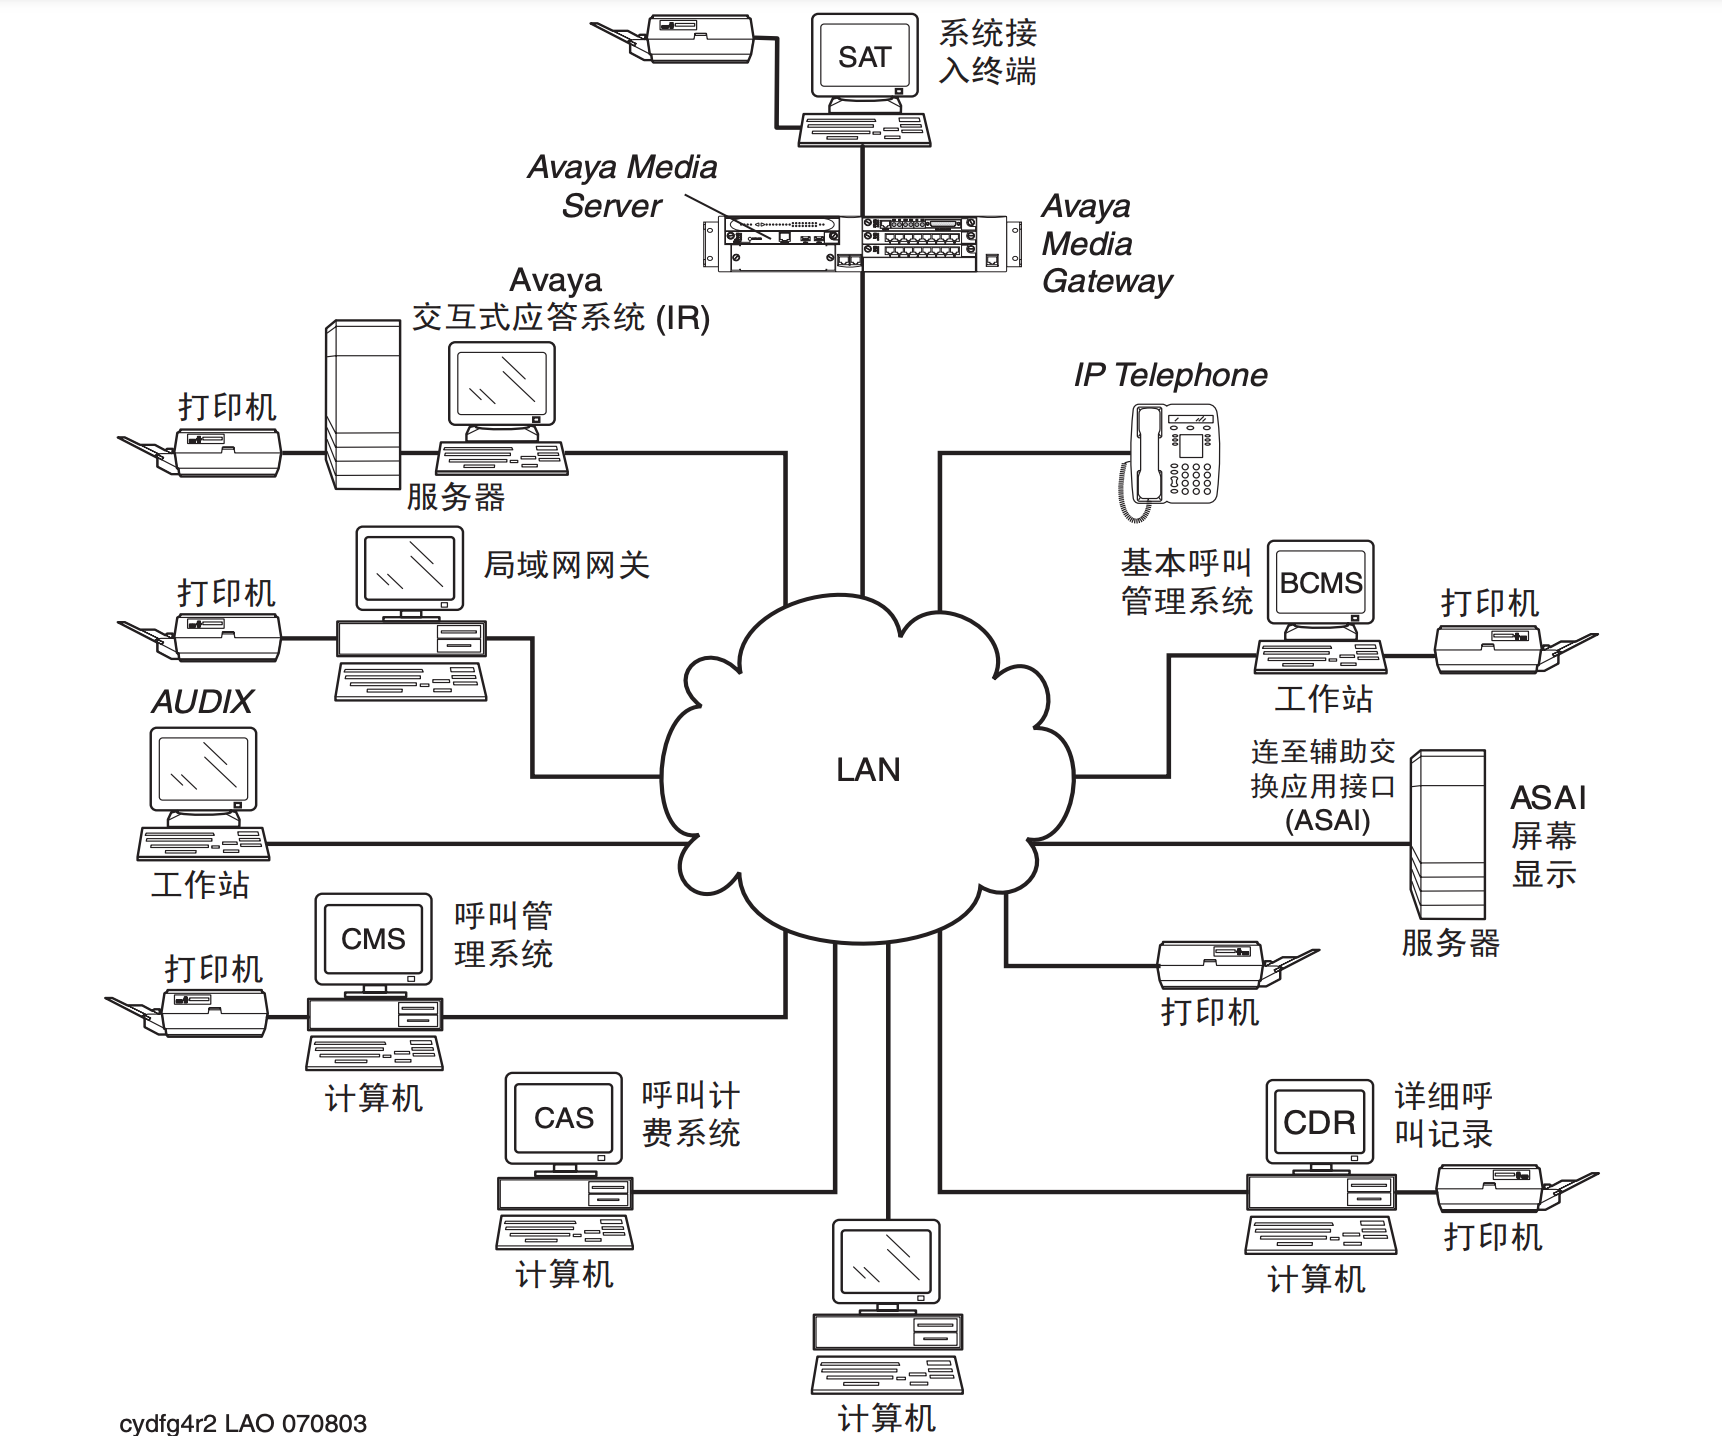 SAT
系统接
入终端
Avaya Media
Server
Avaya
Media
Gateway
Avaya
交互式应答系统 (IR)
打印机
服务器
IP Telephone
局域网网关
打印机
基本呼叫
管理系统
BCMS
打印机
工作站
AUDIX
工作站
LAN
连至辅助交
换应用接口
(ASAI)
ASAI
屏幕
显示
服务器
CMS
呼叫管
理系统
打印机
计算机
打印机
CAS
呼叫计
费系统
计算机
CDR
详细呼
叫记录
打印机
计算机
计算机
cydfg4r2 LAO 070803